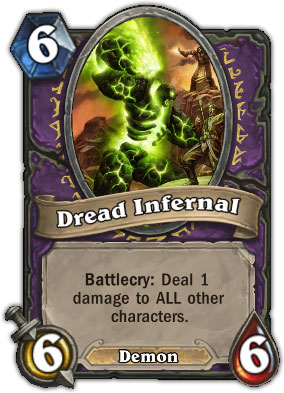 6
Dread Infernal
Battlecry: Deal 1
damage to ALL other
characters.
6
Demon
6